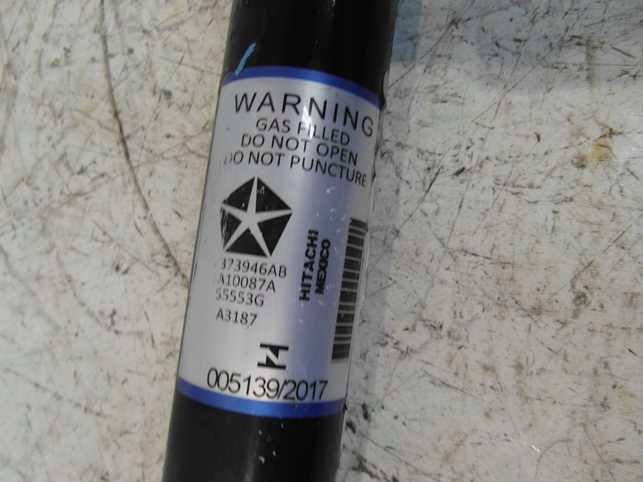 WARNING
GAS FILLED
DO NOT OPEN
DO NOT PUNCTURE
373946AB
A10087A
55553G
A3187
HITACHI
MEXICO
005139/2017